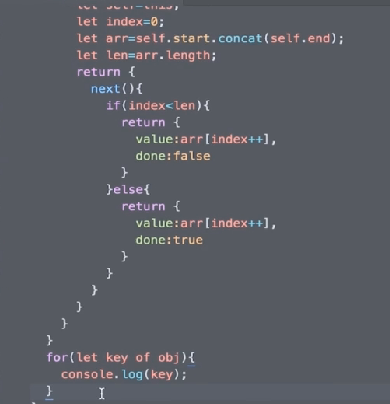 let self=this;
let index=0;
let arr=self.start.concat(self.end);
let len=arr.length;
return {
next(){
if(index<len){
return {
value:arr[index++],
done:false
}
}else{
return {
value:arr[index++],
done:true
}
}
}
}
}
}
for(let key of obj){
console.log(key);
}